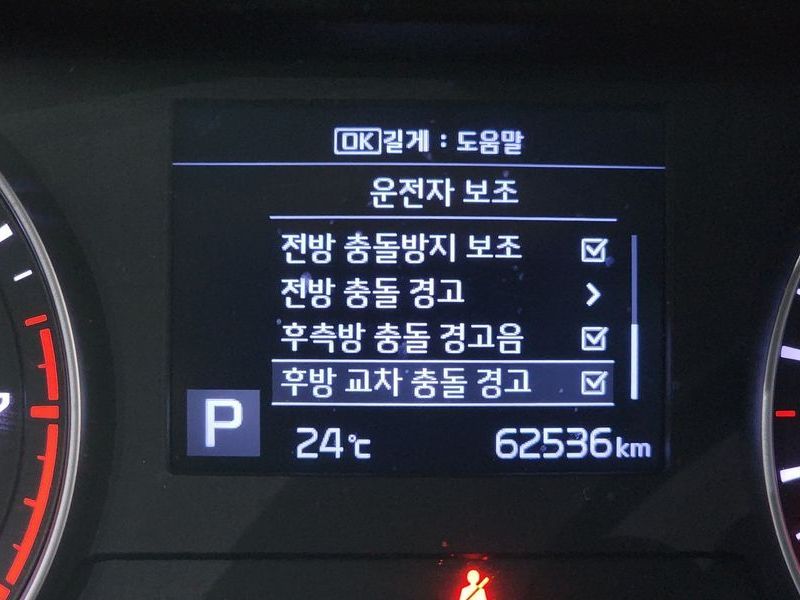 OK길게 : 도움말
운전자 보조
전방 충돌방지 보조
전방 충돌 경고
후측방 충돌 경고음
후방 교차 충돌 경고
P 24℃ 62536km